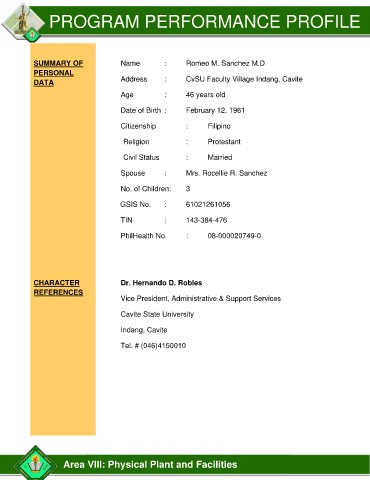 PROGRAM PERFORMANCE PROFILE
SUMMARY OF
PERSONAL
DATA
Name : Romeo M. Sanchez M.D
Address : CvSU Faculty Village Indang, Cavite
Age : 46 years old
Date of Birth : February 12, 1961
Citizenship : Filipino
Religion : Protestant
Civil Status : Married
Spouse : Mrs. Rocellie R. Sanchez
No. of Children: 3
GSIS No. : 61021261056
TIN : 143-384-476
PhilHealth No. : 08-000020749-0
CHARACTER
REFERENCES
Dr. Hernando D. Robles
Vice President, Administrative & Support Services
Cavite State University
Indang, Cavite
Tel. # (046)4150010
Area VIII: Physical Plant and Facilities